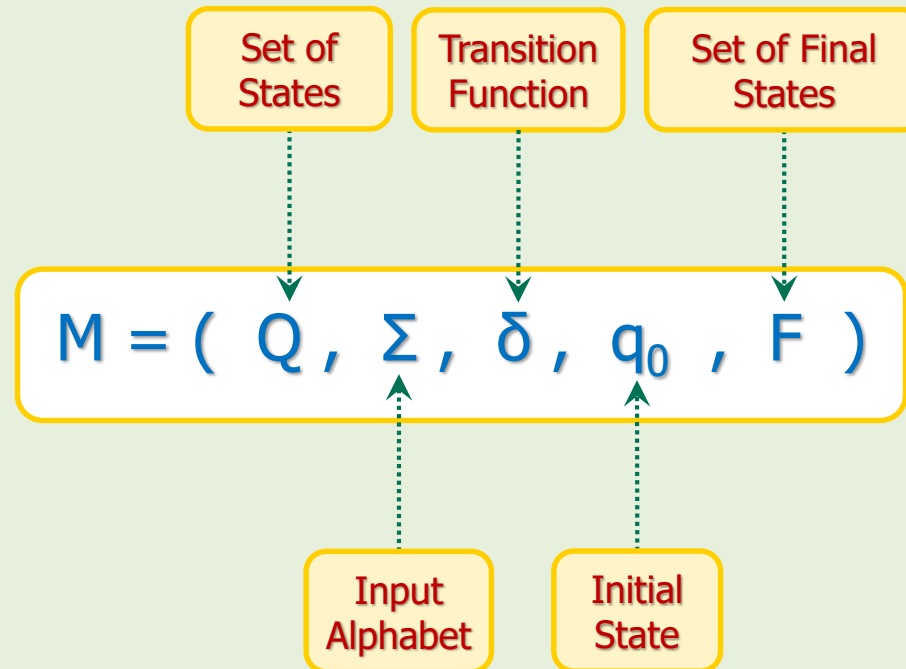 Set of
States
Transition
Function
Set of Final
States
M = ( Q , Σ , δ , q₀ , F )
Input
Alphabet
Initial
State